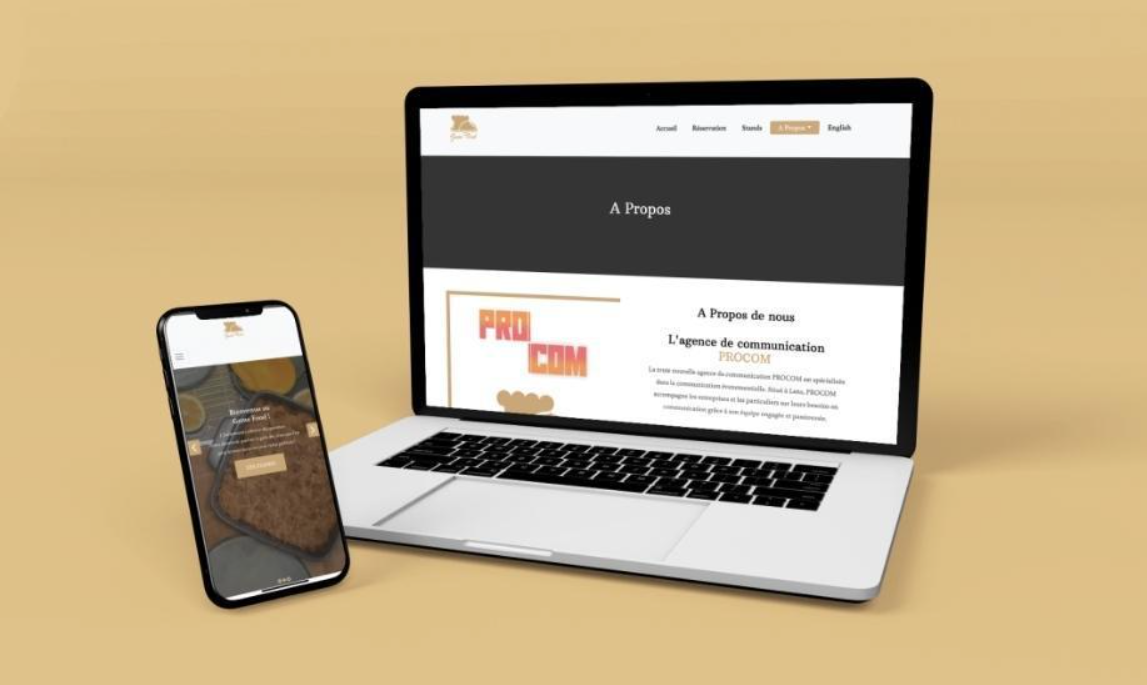 Accueil Réservation Stands A Propos English
A Propos
PRO
COM
A Propos de nous
L'agence de communication
PROCOM
La toute nouvelle agence de communication PROCOM est spécialisée
dans la communication événementielle. Situé à Lens, PROCOM
accompagne les entreprises et les particuliers sur leurs besoins en
communication grâce à son équipe engagée et passionnée.
Bienvenue au
Food !